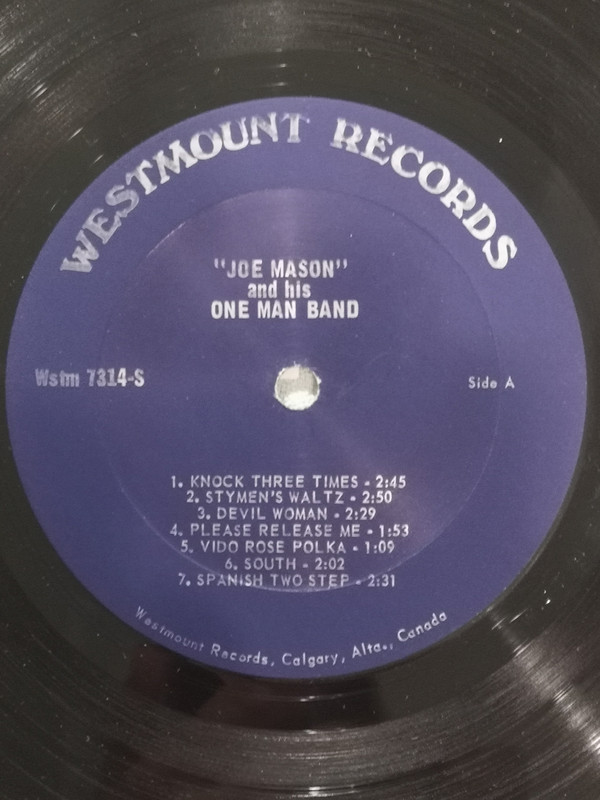 WESTMOUNT RECORDS
"JOE MASON"
and his
ONE MAN BAND
Wstm 7314-S
Side A
1. KNOCK THREE TIMES - 2:45
2. STYMEN'S WALTZ - 2:50
3. DEVIL WOMAN - 2:29
4. PLEASE RELEASE ME - 1:53
5. VIDO ROSE POLKA - 1:09
6. SOUTH - 2:02
7. SPANISH TWO STEP - 2:31
Westmount Records, Calgary, Alta., Canada